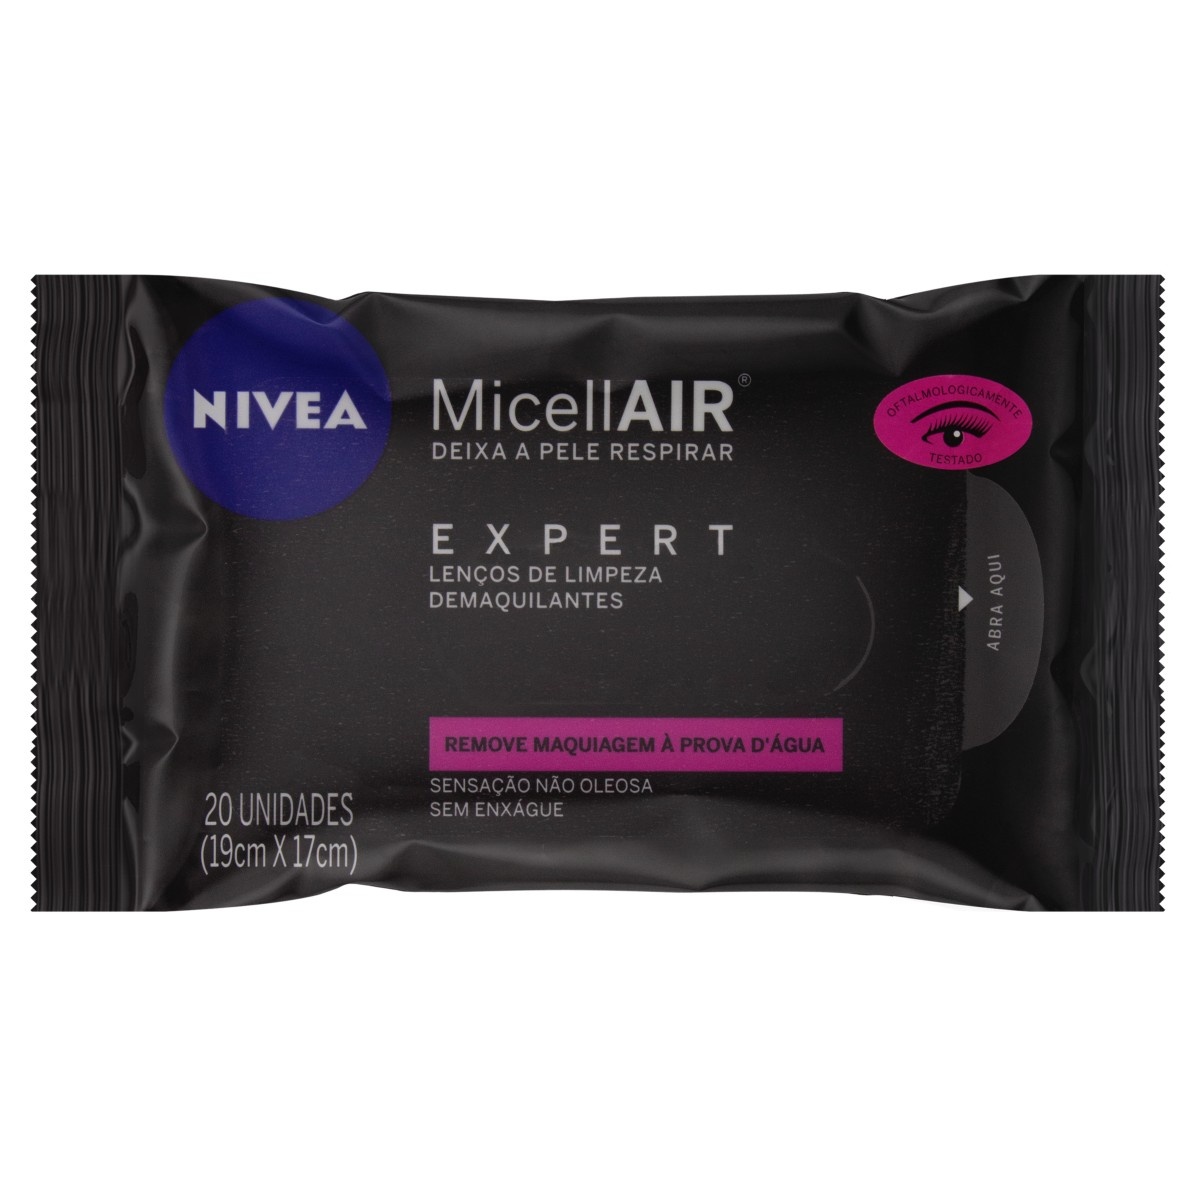 NIVEA
MicellAIR®
DEIXA A PELE RESPIRAR
OFTALMOLOGICAMENTE
TESTADO
EXPERT
LENÇOS DE LIMPEZA
DEMAQUILANTES
ABRA AQUI
REMOVE MAQUIAGEM À PROVA D'ÁGUA
SENSAÇÃO NÃO OLEOSA
SEM ENXÁGUE
20 UNIDADES
(19cm X 17cm)